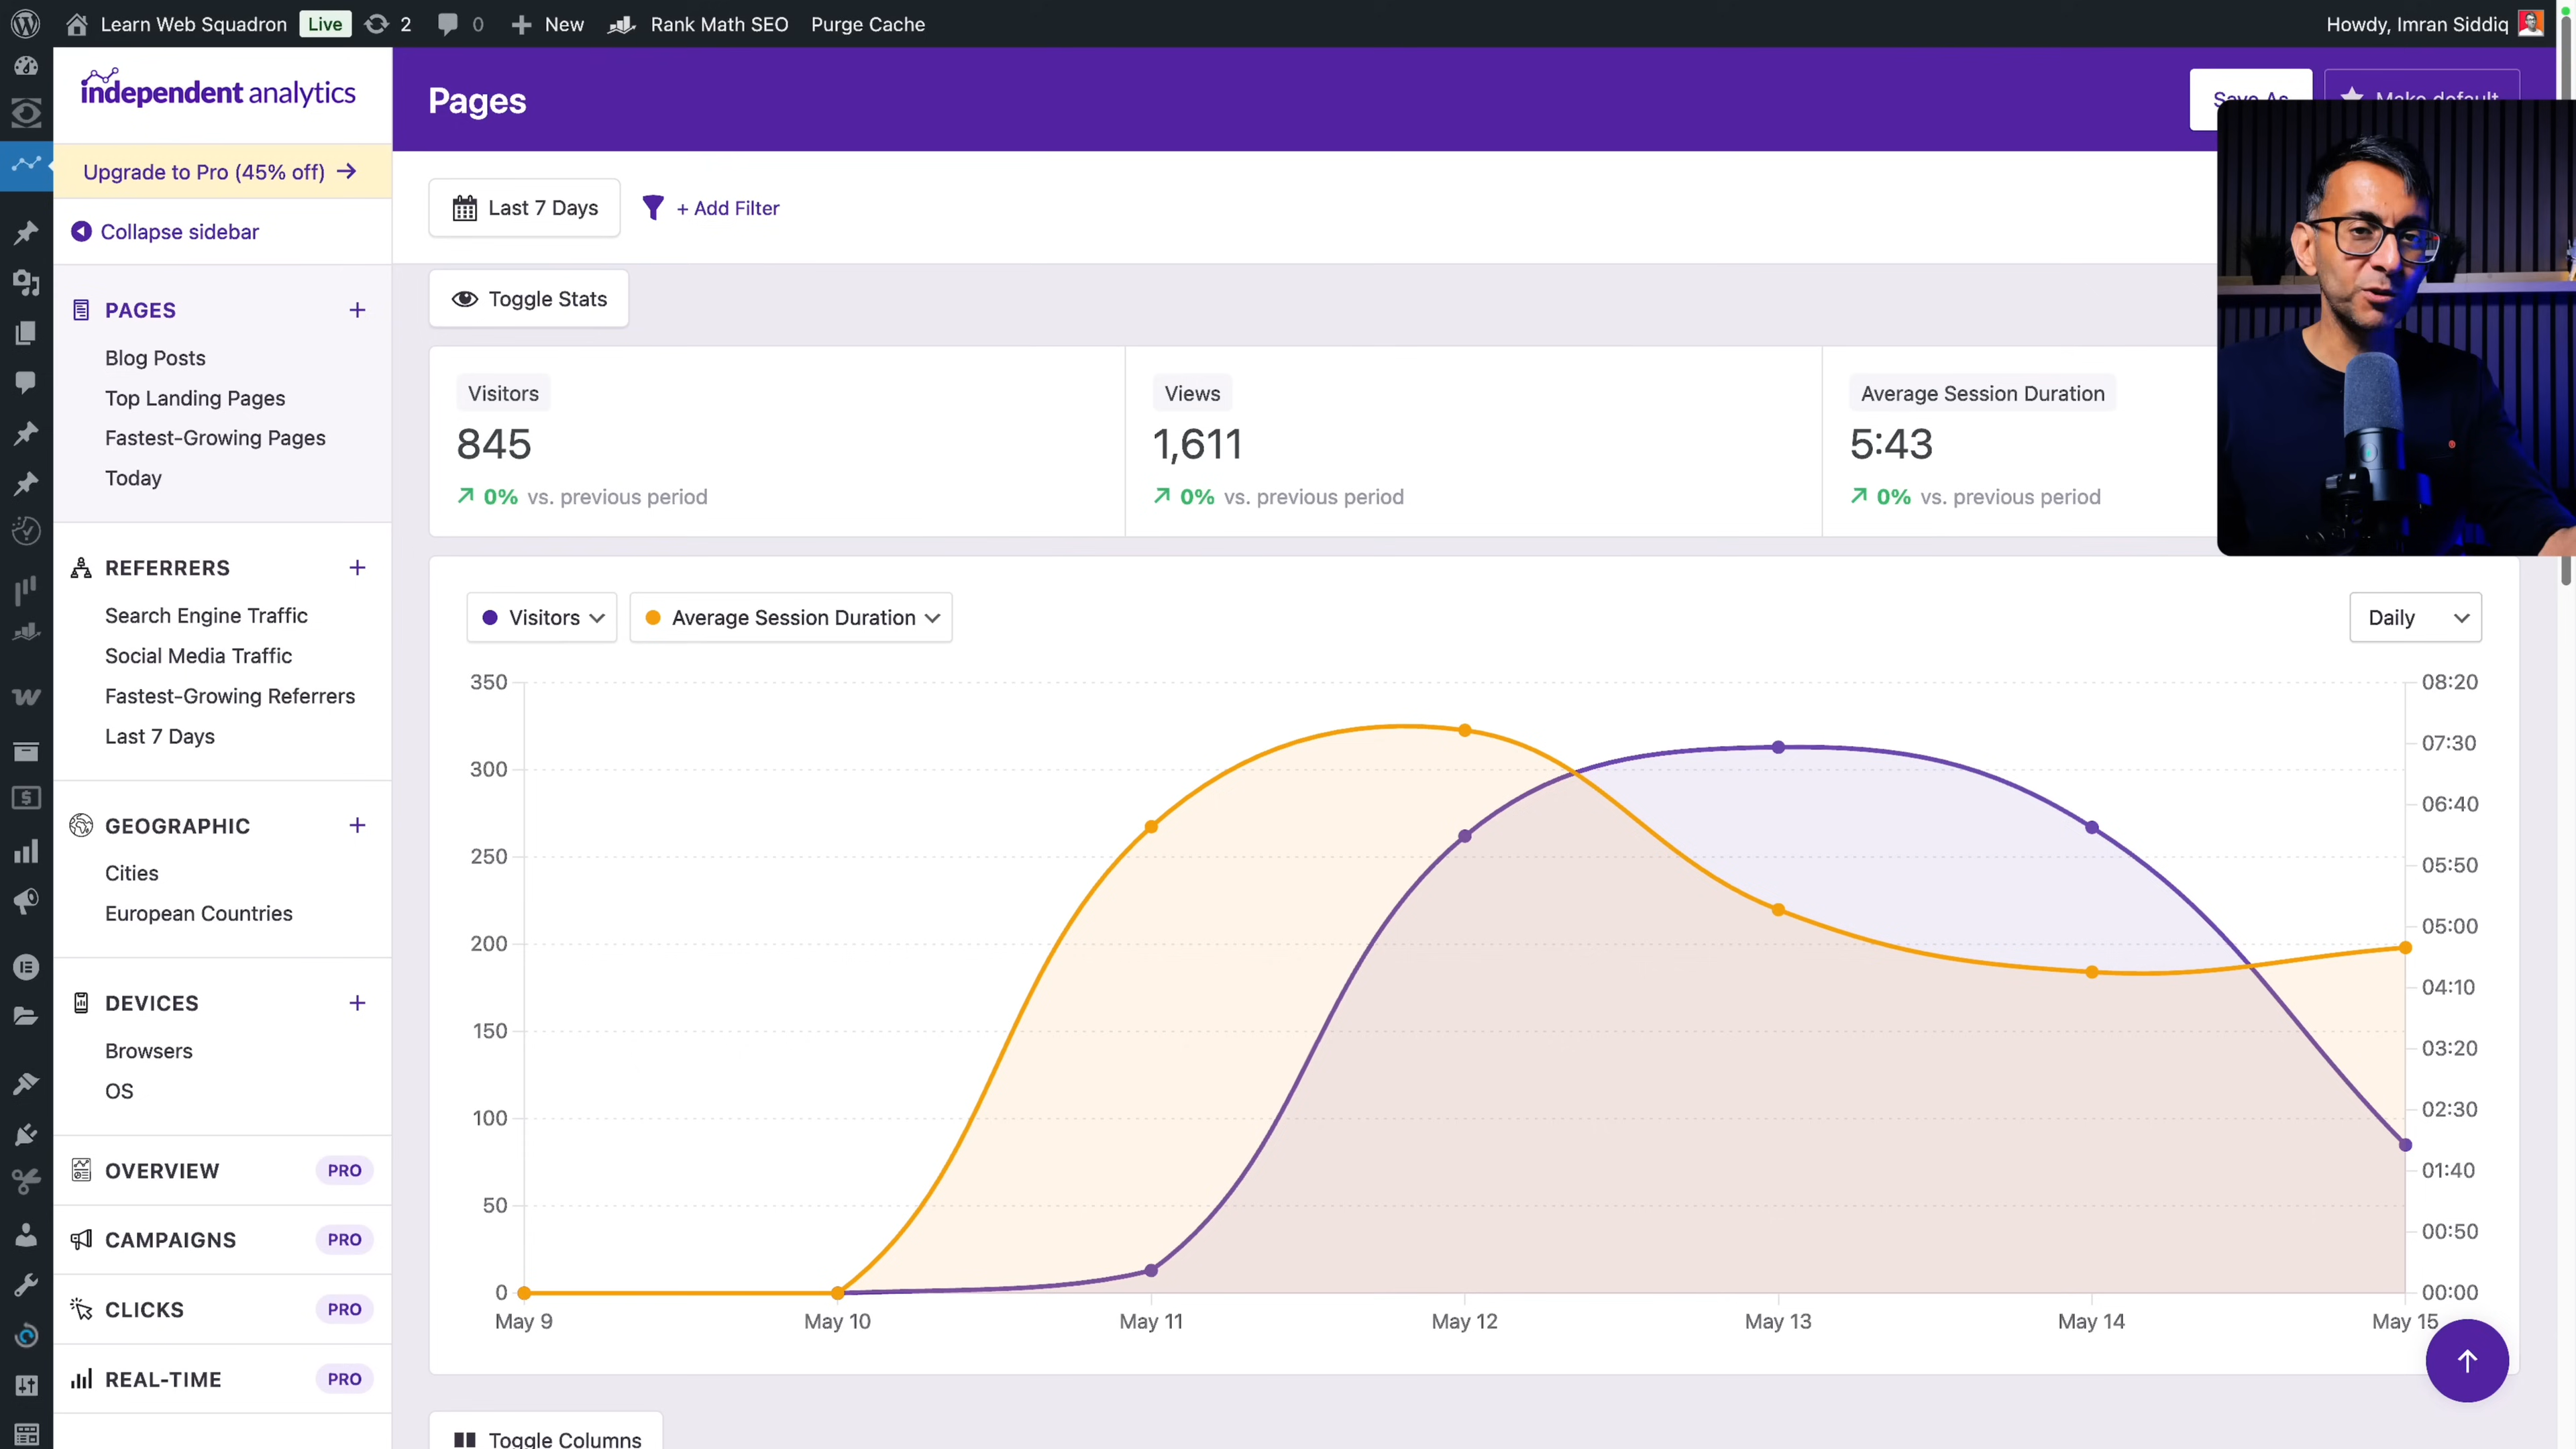 Learn Web Squadron Live 2 0 New Rank Math SEO Purge Cache Howdy, Imran Siddiq
independent analytics
Upgrade to Pro (45% off)
Collapse sidebar
PAGES
Blog Posts
Top Landing Pages
Fastest-Growing Pages
Today
REFERRERS
Search Engine Traffic
Social Media Traffic
Fastest-Growing Referrers
Last 7 Days
GEOGRAPHIC
Cities
European Countries
DEVICES
Browsers
OS
OVERVIEW PRO
CAMPAIGNS PRO
CLICKS PRO
REAL-TIME PRO
Pages
Save As Make default
Last 7 Days + Add Filter
Toggle Stats
Visitors
845
0% vs. previous period
Views
1,611
0% vs. previous period
Average Session Duration
5:43
0% vs. previous period
Visitors Average Session Duration Daily
350 08:20
07:30
300
06:40
250
05:50
200 05:00
04:10
150
03:20
100 02:30
01:40
50
00:50
0 00:00
May 9 May 10 May 11 May 12 May 13 May 14 May 15
Toggle Columns